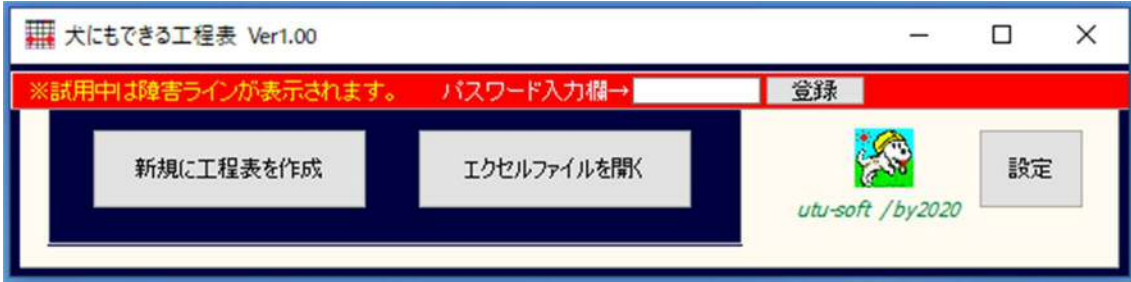 犬にもできる工程表 Ver1.00
※試用中は障害ラインが表示されます。 パスワード入力欄→ 登録
新規に工程表を作成 エクセルファイルを開く 設定
utu-soft /by2020